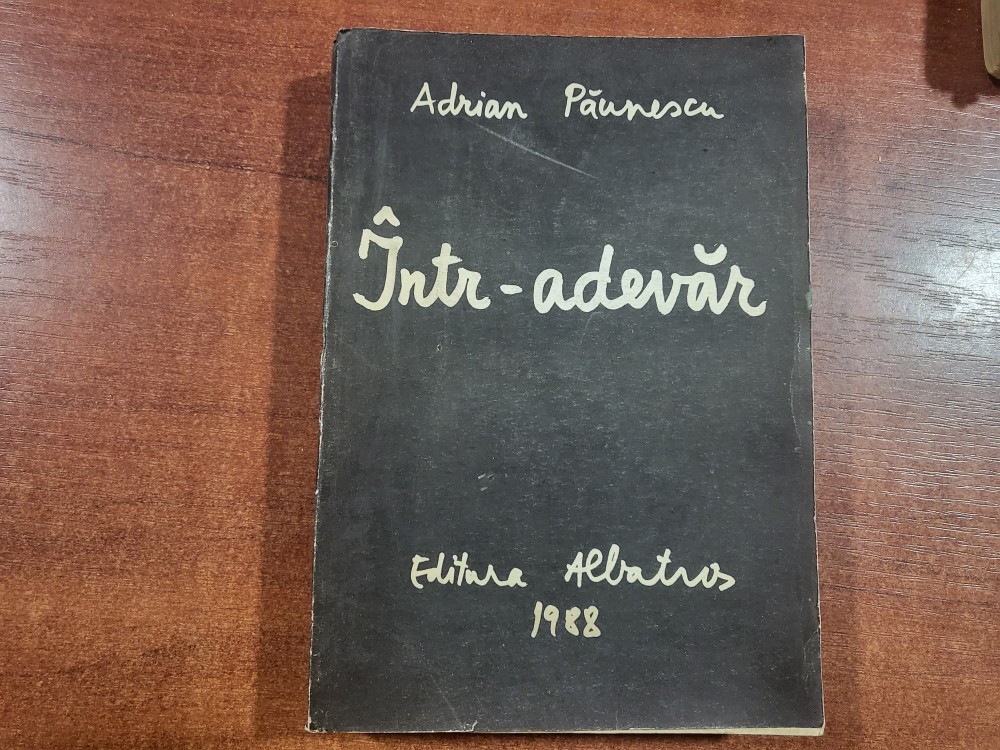 Adrian Păunescu
Într-adevăr
Editura Albatros
1988